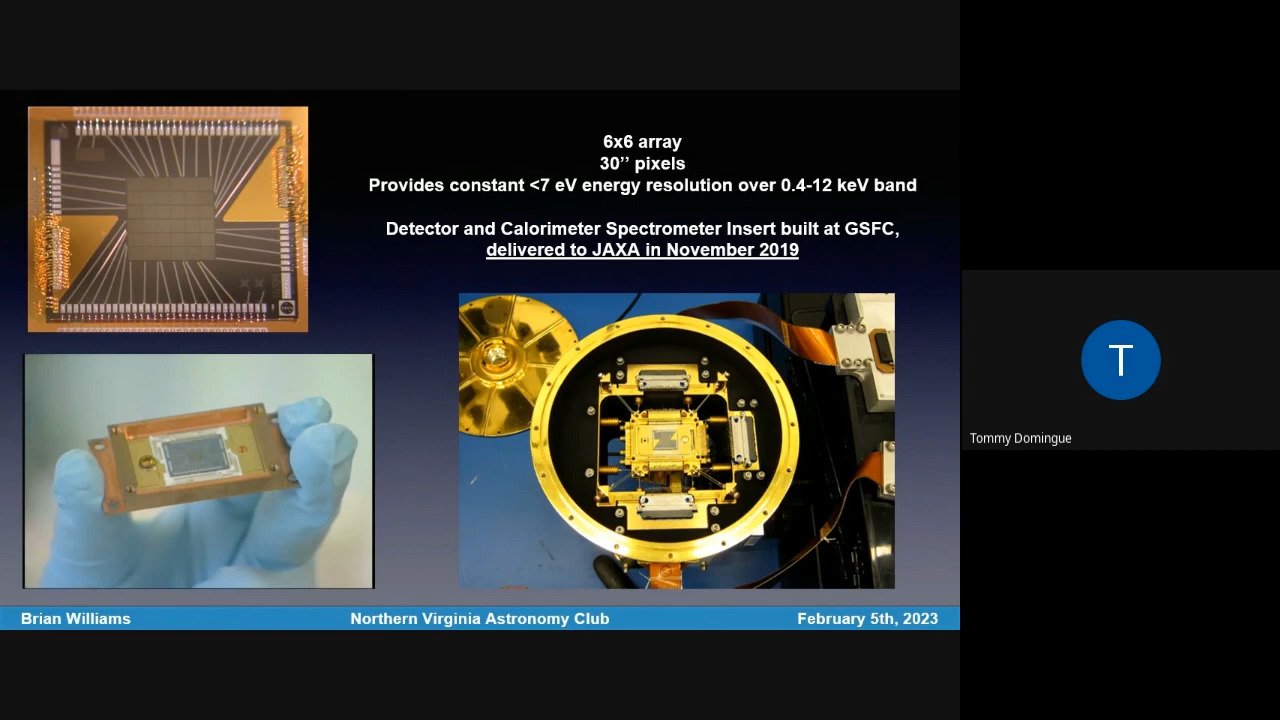 6x6 array
30’’ pixels
Provides constant <7 eV energy resolution over 0.4-12 keV band
Detector and Calorimeter Spectrometer Insert built at GSFC,
delivered to JAXA in November 2019
T
Tommy Domingue
Brian Williams
Northern Virginia Astronomy Club
February 5th, 2023